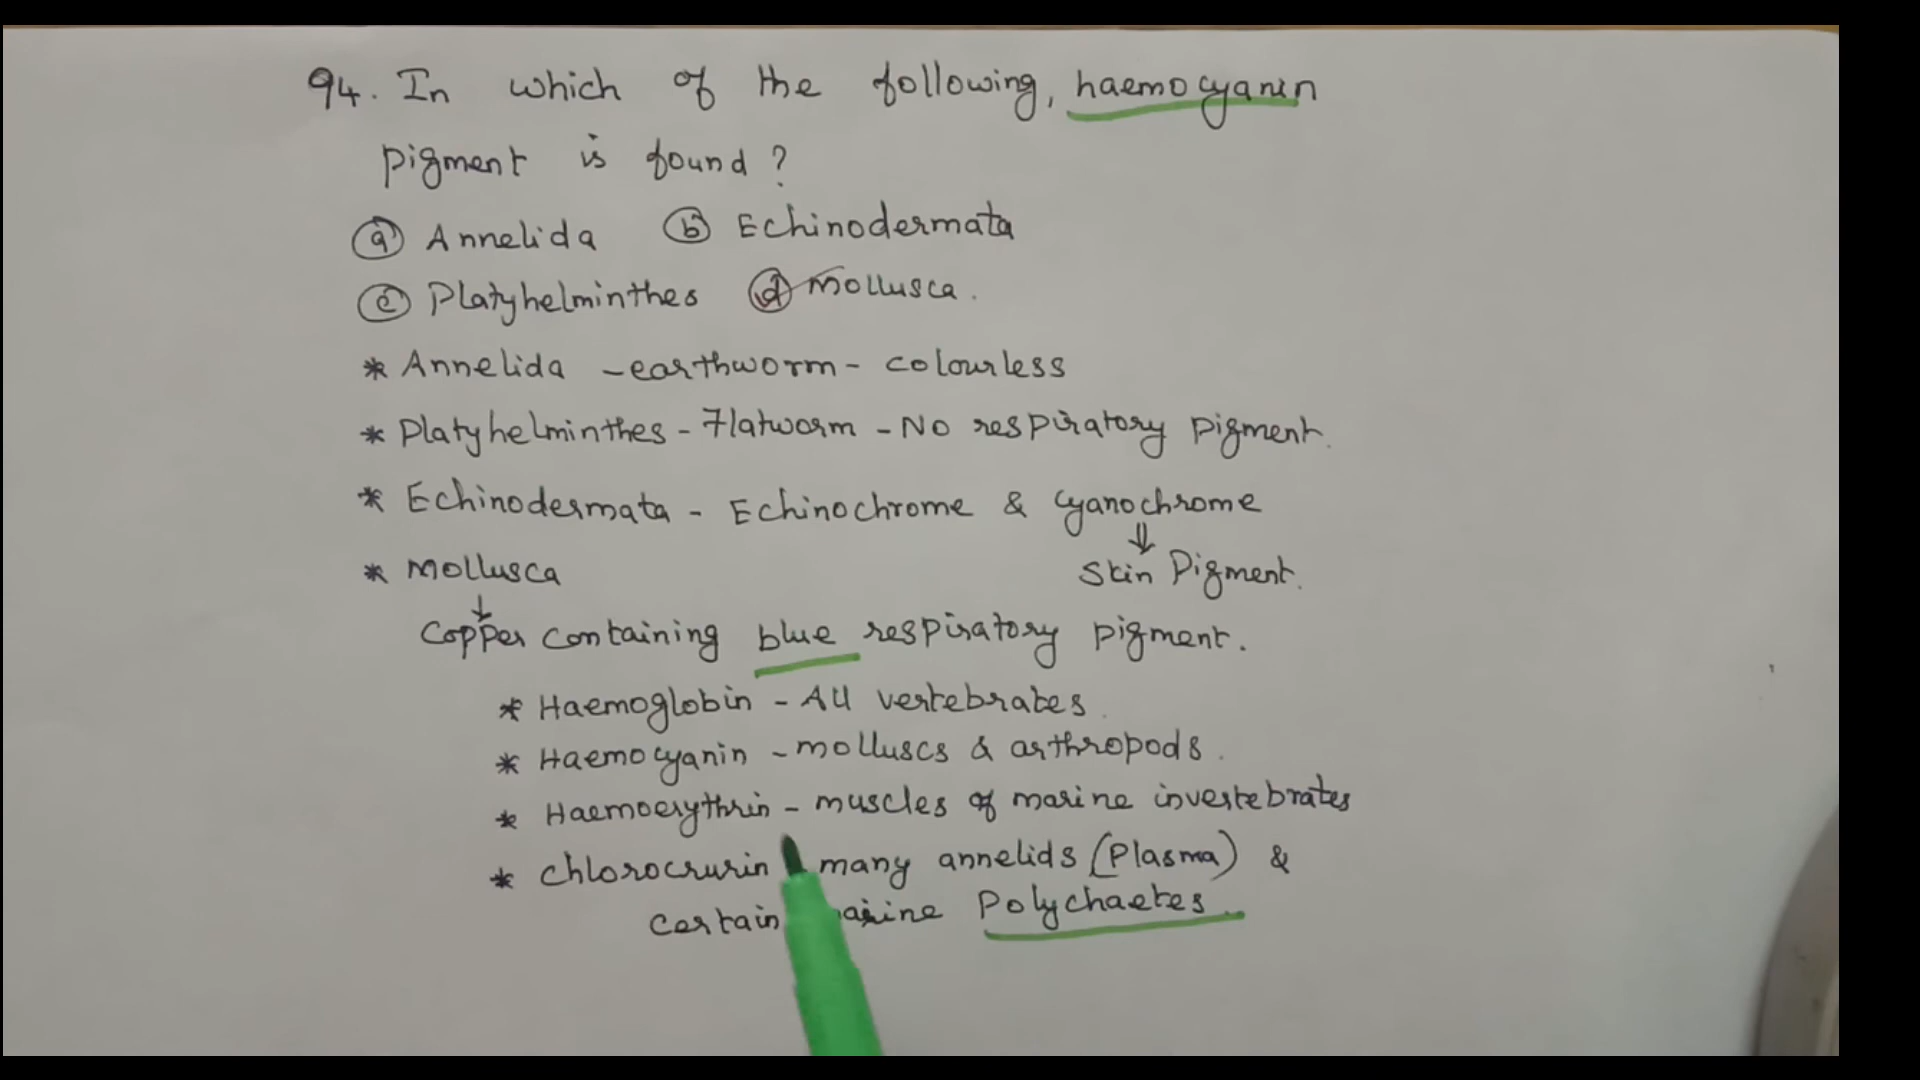 94. In which of the following, haemocyanin
pigment is found?
(a) Annelida (b) Echinodermata
(c) Platyhelminthes (d) Mollusca.
* Annelida - earthworm - colourless
* Platyhelminthes - Flatworm - No respiratory pigment.
* Echinodermata - Echinochrome & cyanochrome
⇓
* Mollusca Skin Pigment.
↓
Copper containing blue respiratory pigment.
* Haemoglobin - All vertebrates.
* Haemocyanin - molluscs & arthropods.
* Haemoerythrin - muscles of marine invertebrates
* Chlorocrurin many annelids (Plasma) &
certain Polychaetes.